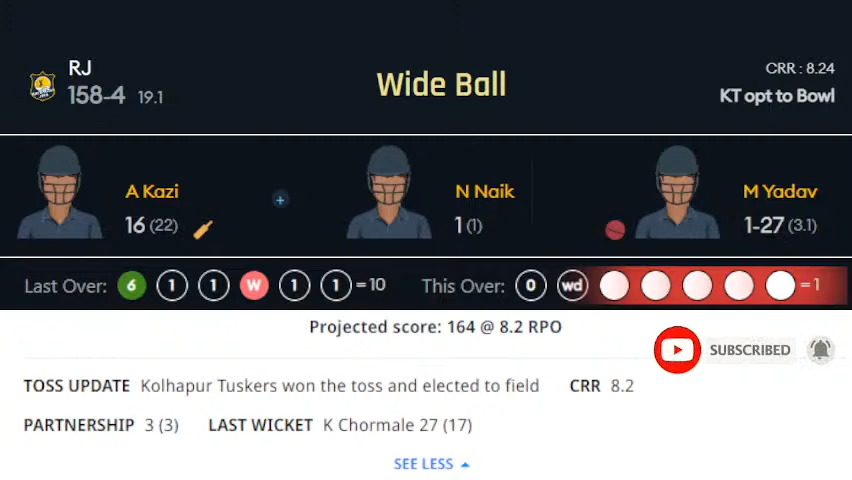 RJ
158-4 19.1
Wide Ball
CRR : 8.24
KT opt to Bowl
A Kazi
16 (22)
N Naik
1 (1)
M Yadav
1-27 (3.1)
Last Over: 6 1 1 W 1 1 = 10 This Over: 0 wd = 1
Projected score: 164 @ 8.2 RPO
SUBSCRIBED
TOSS UPDATE Kolhapur Tuskers won the toss and elected to field CRR 8.2
PARTNERSHIP 3 (3) LAST WICKET K Chormale 27 (17)
SEE LESS